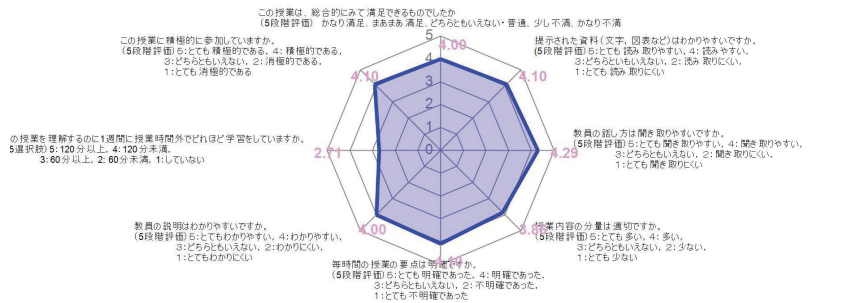 この授業は、総合的にみて満足できるものでしたか
(5段階評価) かなり満足、まあまあ満足、どちらともいえない・普通、少し不満、かなり不満
5
4
3
2
1
0
4.00
提示された資料(文字, 図表など)はわかりやすいですか。
(5段階評価)5:とても読み取りやすい, 4:読みやすい,
3:どちらといもいえない, 2:読み取りにくい,
1:とても読み取りにくい
4.10
教員の話し方は聞き取りやすいですか。
(5段階評価)5:とても聞き取りやすい, 4:聞き取りやすい,
3:どちらともいえない, 2:聞き取りにくい,
1:とても聞き取りにくい
4.29
授業内容の分量は適切ですか。
(5段階評価)5:とても多い, 4:多い,
3:どちらともいえない, 2:少ない,
1:とても少ない
毎時間の授業の要点は明確ですか。
(5段階評価)5:とても明確であった, 4:明確であった,
3:どちらともいえない, 2:不明確であった,
1:とても不明確であった
4.10
教員の説明はわかりやすいですか。
(5段階評価)5:とてもわかりやすい, 4:わかりやすい,
3:どちらともいえない, 2:わかりにくい,
1:とてもわかりにくい
4.00
の授業を理解するのに1週間に授業時間外でどれほど学習をしていますか。
5選択肢)5:120分以上, 4:120分未満,
3:60分以上, 2:60分未満, 1:していない
2.71
この授業に積極的に参加していますか。
(5段階評価)5:とても積極的である, 4:積極的である,
3:どちらともいえない, 2:消極的である,
1:とても消極的である
4.10